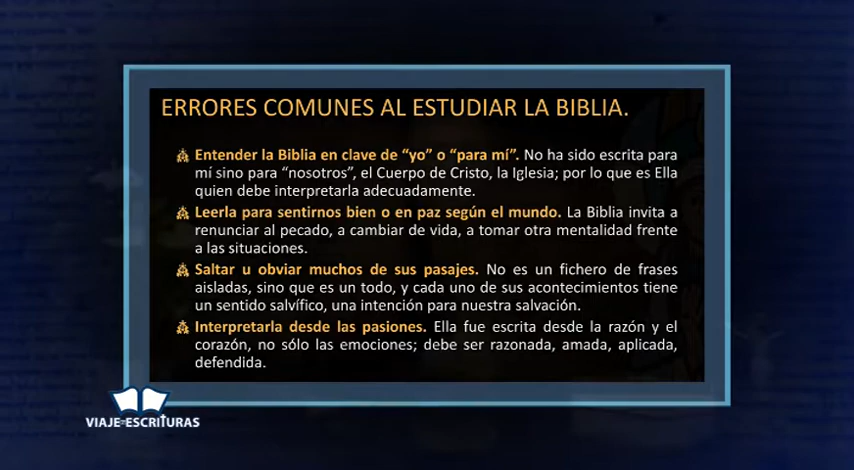 ERRORES COMUNES AL ESTUDIAR LA BIBLIA.
Entender la Biblia en clave de “yo” o “para mí”. No ha sido escrita para
mí sino para “nosotros”, el Cuerpo de Cristo, la Iglesia; por lo que es Ella
quien debe interpretarla adecuadamente.
Leerla para sentirnos bien o en paz según el mundo. La Biblia invita a
renunciar al pecado, a cambiar de vida, a tomar otra mentalidad frente
a las situaciones.
Saltar u obviar muchos de sus pasajes. No es un fichero de frases
aisladas, sino que es un todo, y cada uno de sus acontecimientos tiene
un sentido salvífico, una intención para nuestra salvación.
Interpretarla desde las pasiones. Ella fue escrita desde la razón y el
corazón, no sólo las emociones; debe ser razonada, amada, aplicada,
defendida.
VIAJE ESCRITURAS